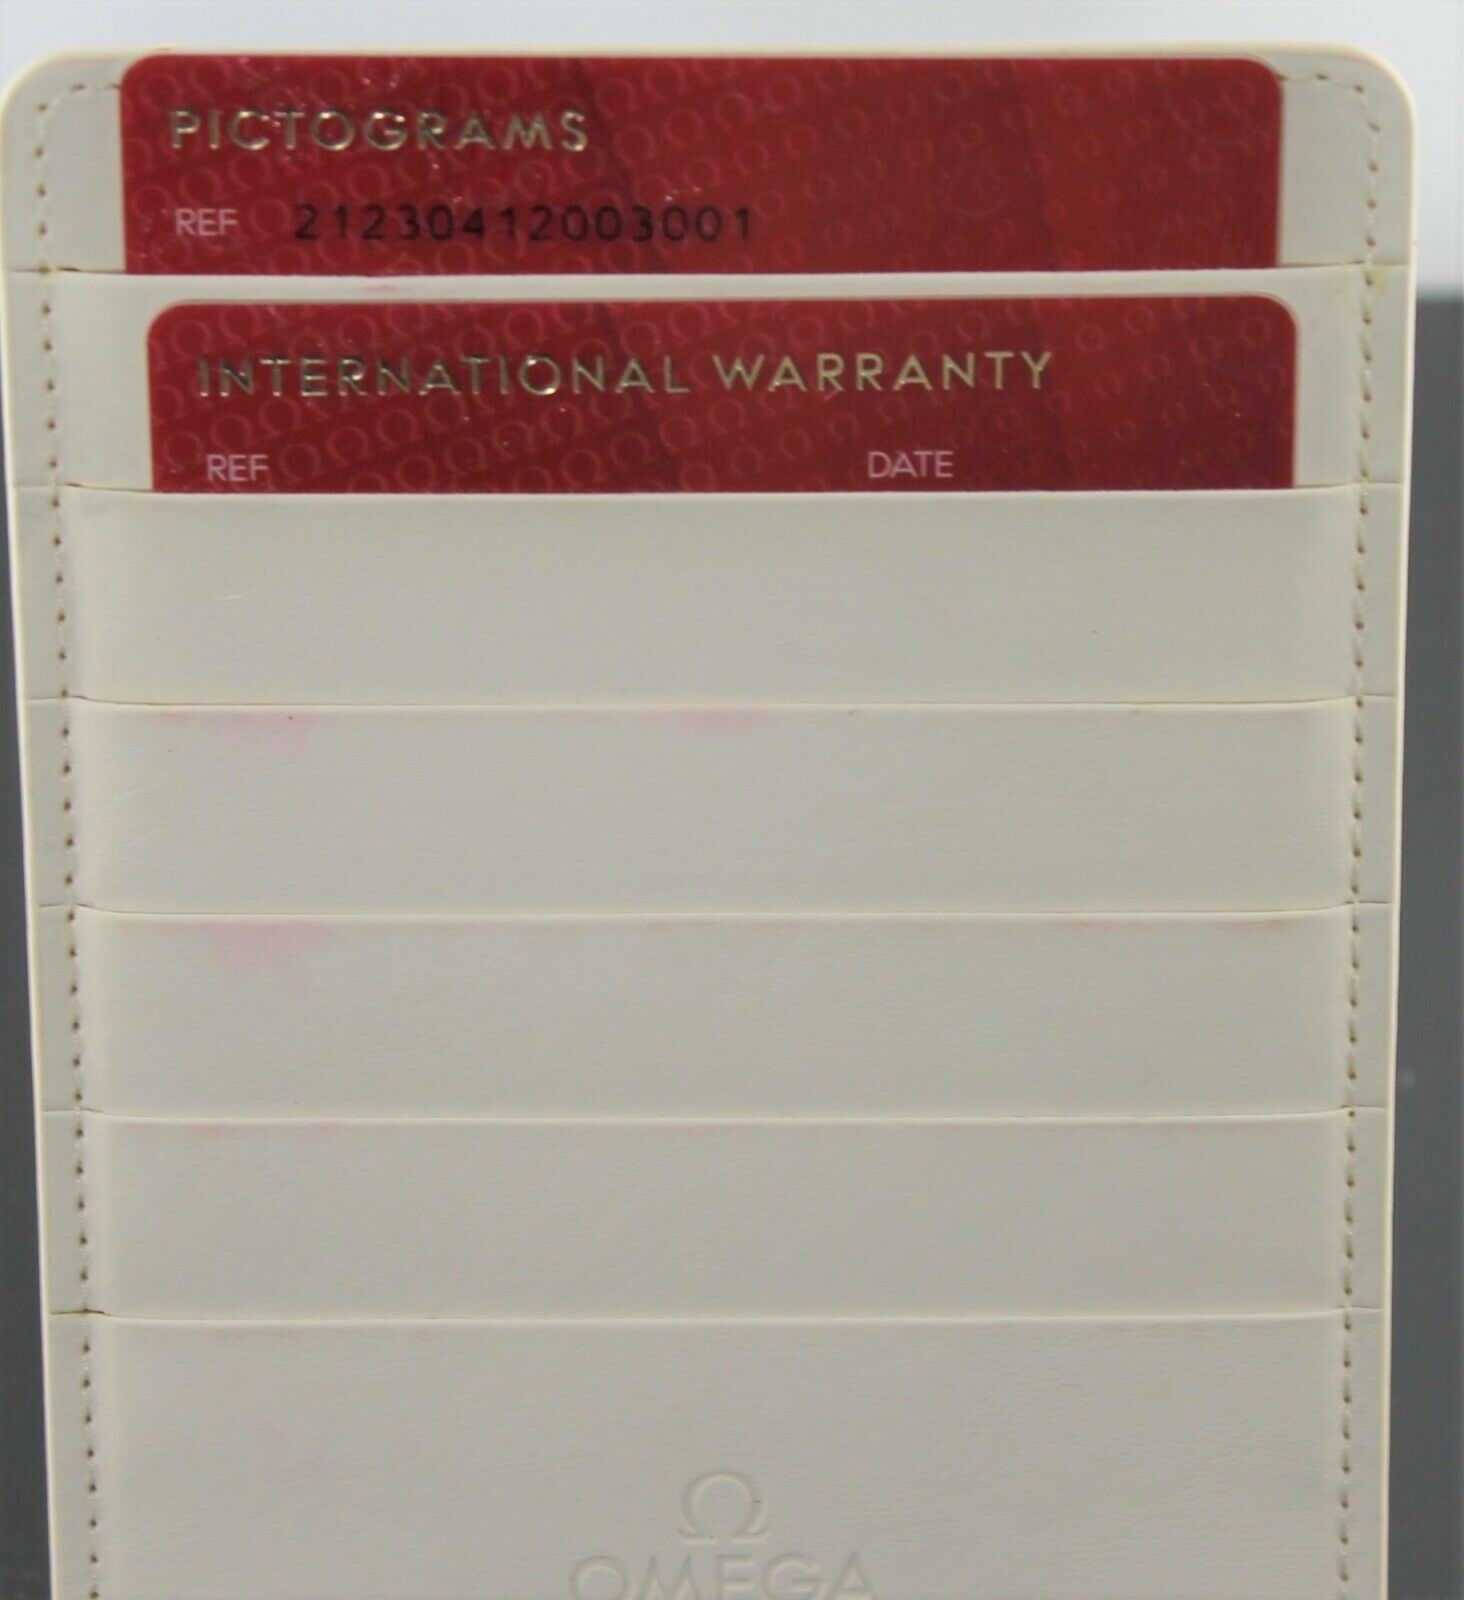 PICTOGRAMS
REF 21230412003001
INTERNATIONAL WARRANTY
REF DATE
Ω
OMEGA